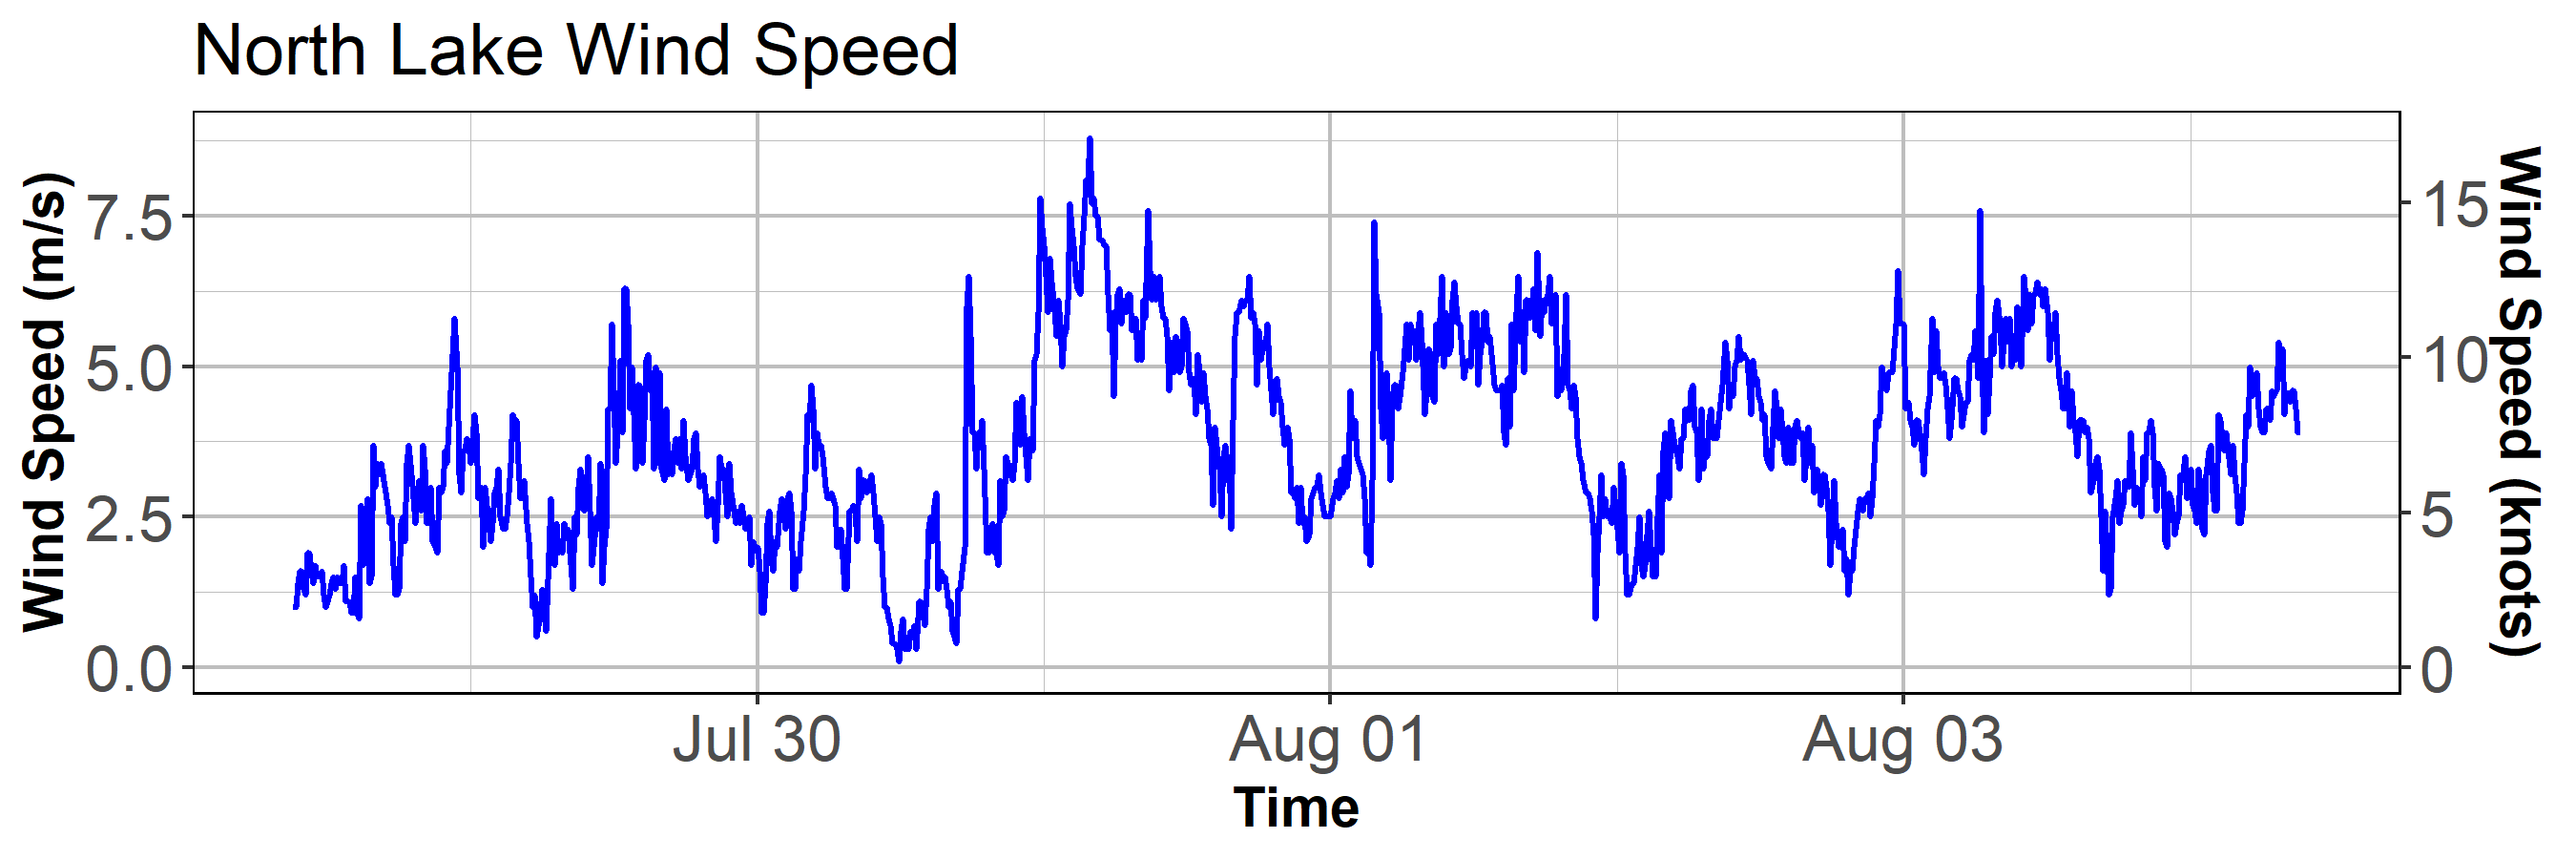 North Lake Wind Speed
Wind Speed (m/s)
7.5
5.0
2.5
0.0
15
10
5
0
Wind Speed (knots)
Jul 30
Aug 01
Aug 03
Time